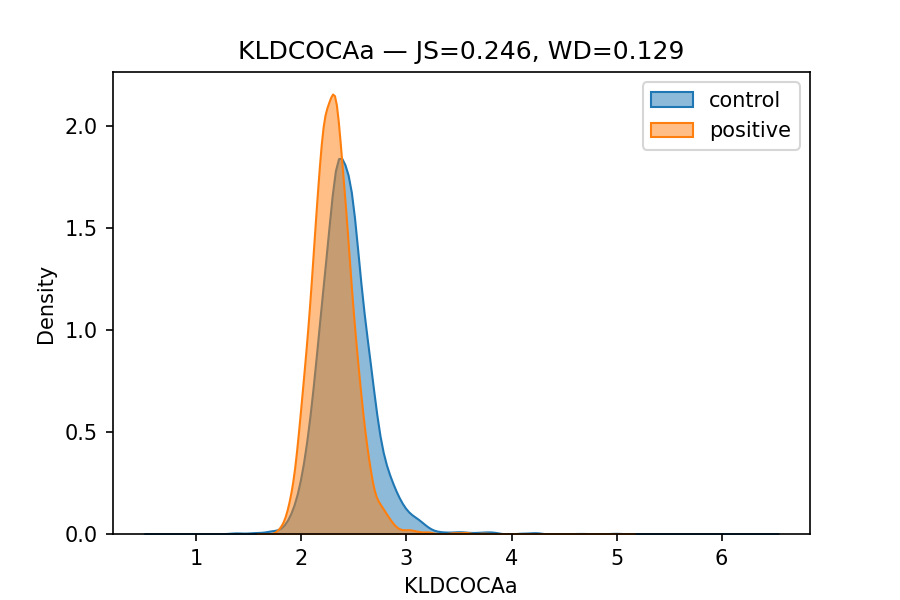 KLDCOCAa — JS=0.246, WD=0.129
control
positive
Density
2.0
1.5
1.0
0.5
0.0
1 2 3 4 5 6
KLDCOCAa